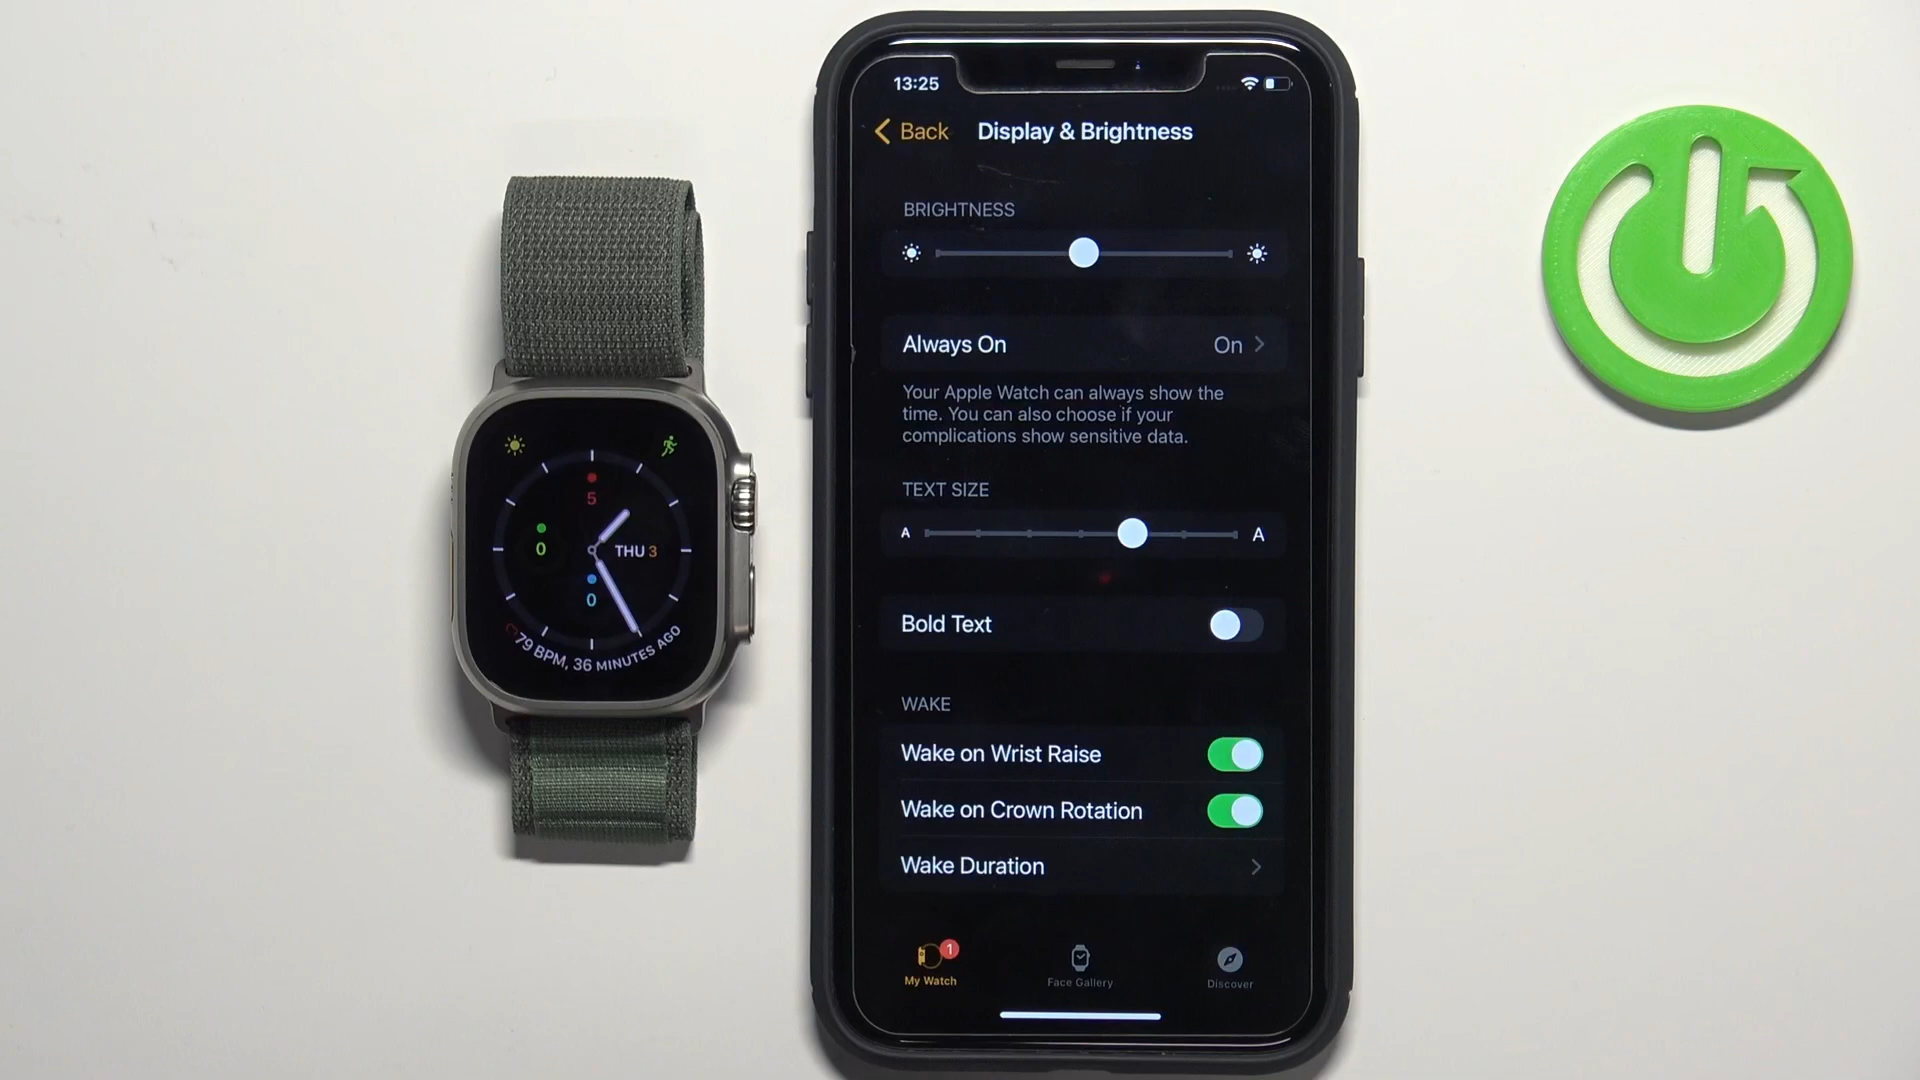 5
0
THU 3
0
79 BPM, 36 MINUTES AGO
13:25
Back Display & Brightness
BRIGHTNESS
Always On On
Your Apple Watch can always show the
time. You can also choose if your
complications show sensitive data.
TEXT SIZE
A A
Bold Text
WAKE
Wake on Wrist Raise
Wake on Crown Rotation
Wake Duration
1
My Watch Face Gallery Discover